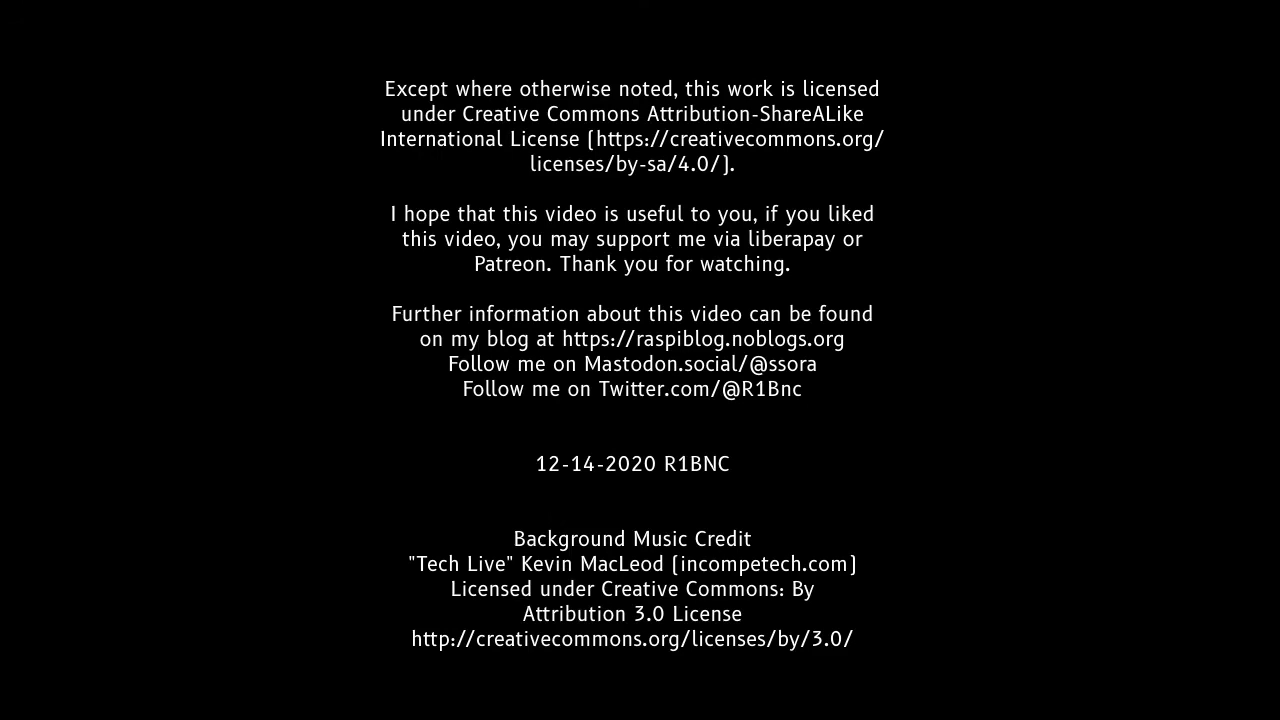 Except where otherwise noted, this work is licensed
under Creative Commons Attribution-ShareALike
International License (https://creativecommons.org/
licenses/by-sa/4.0/).
I hope that this video is useful to you, if you liked
this video, you may support me via liberapay or
Patreon. Thank you for watching.
Further information about this video can be found
on my blog at https://raspiblog.noblogs.org
Follow me on Mastodon.social/@ssora
Follow me on Twitter.com/@R1Bnc
12-14-2020 R1BNC
Background Music Credit
"Tech Live" Kevin MacLeod (incompetech.com)
Licensed under Creative Commons: By
Attribution 3.0 License
http://creativecommons.org/licenses/by/3.0/